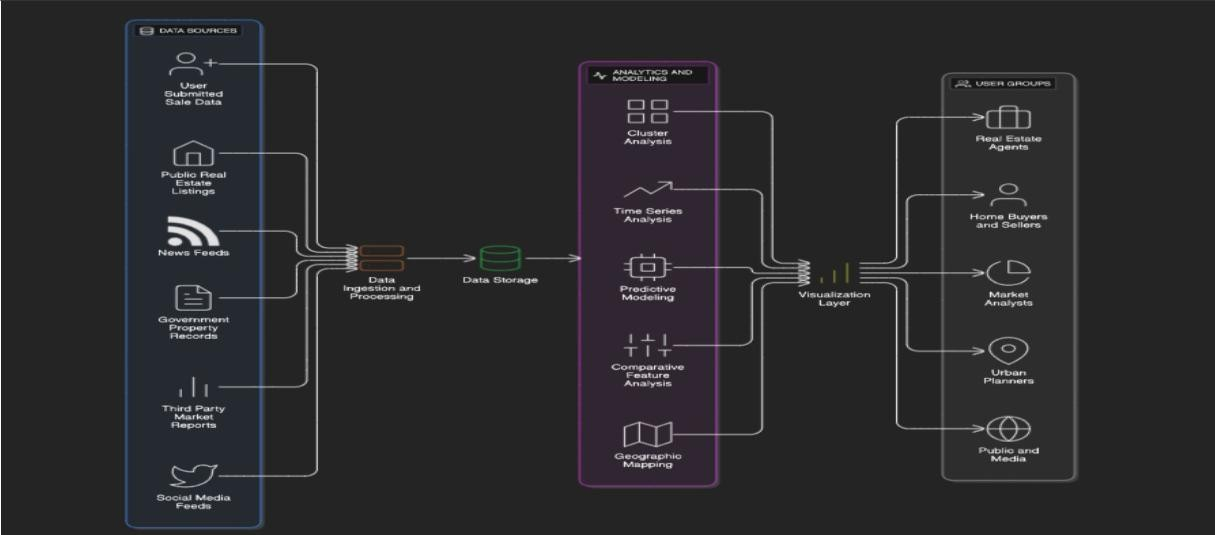 DATA SOURCES
User
Submitted
Sale Data
Public Real
Estate
Listings
News Feeds
Government
Property
Records
Third Party
Market
Reports
Social Media
Feeds
Data
Ingestion and
Processing
Data Storage
ANALYTICS AND
MODELING
Cluster
Analysis
Time Series
Analysis
Predictive
Modeling
Comparative
Feature
Analysis
Geographic
Mapping
Visualization
Layer
USER GROUPS
Real Estate
Agents
Home Buyers
and Sellers
Market
Analysts
Urban
Planners
Public and
Media